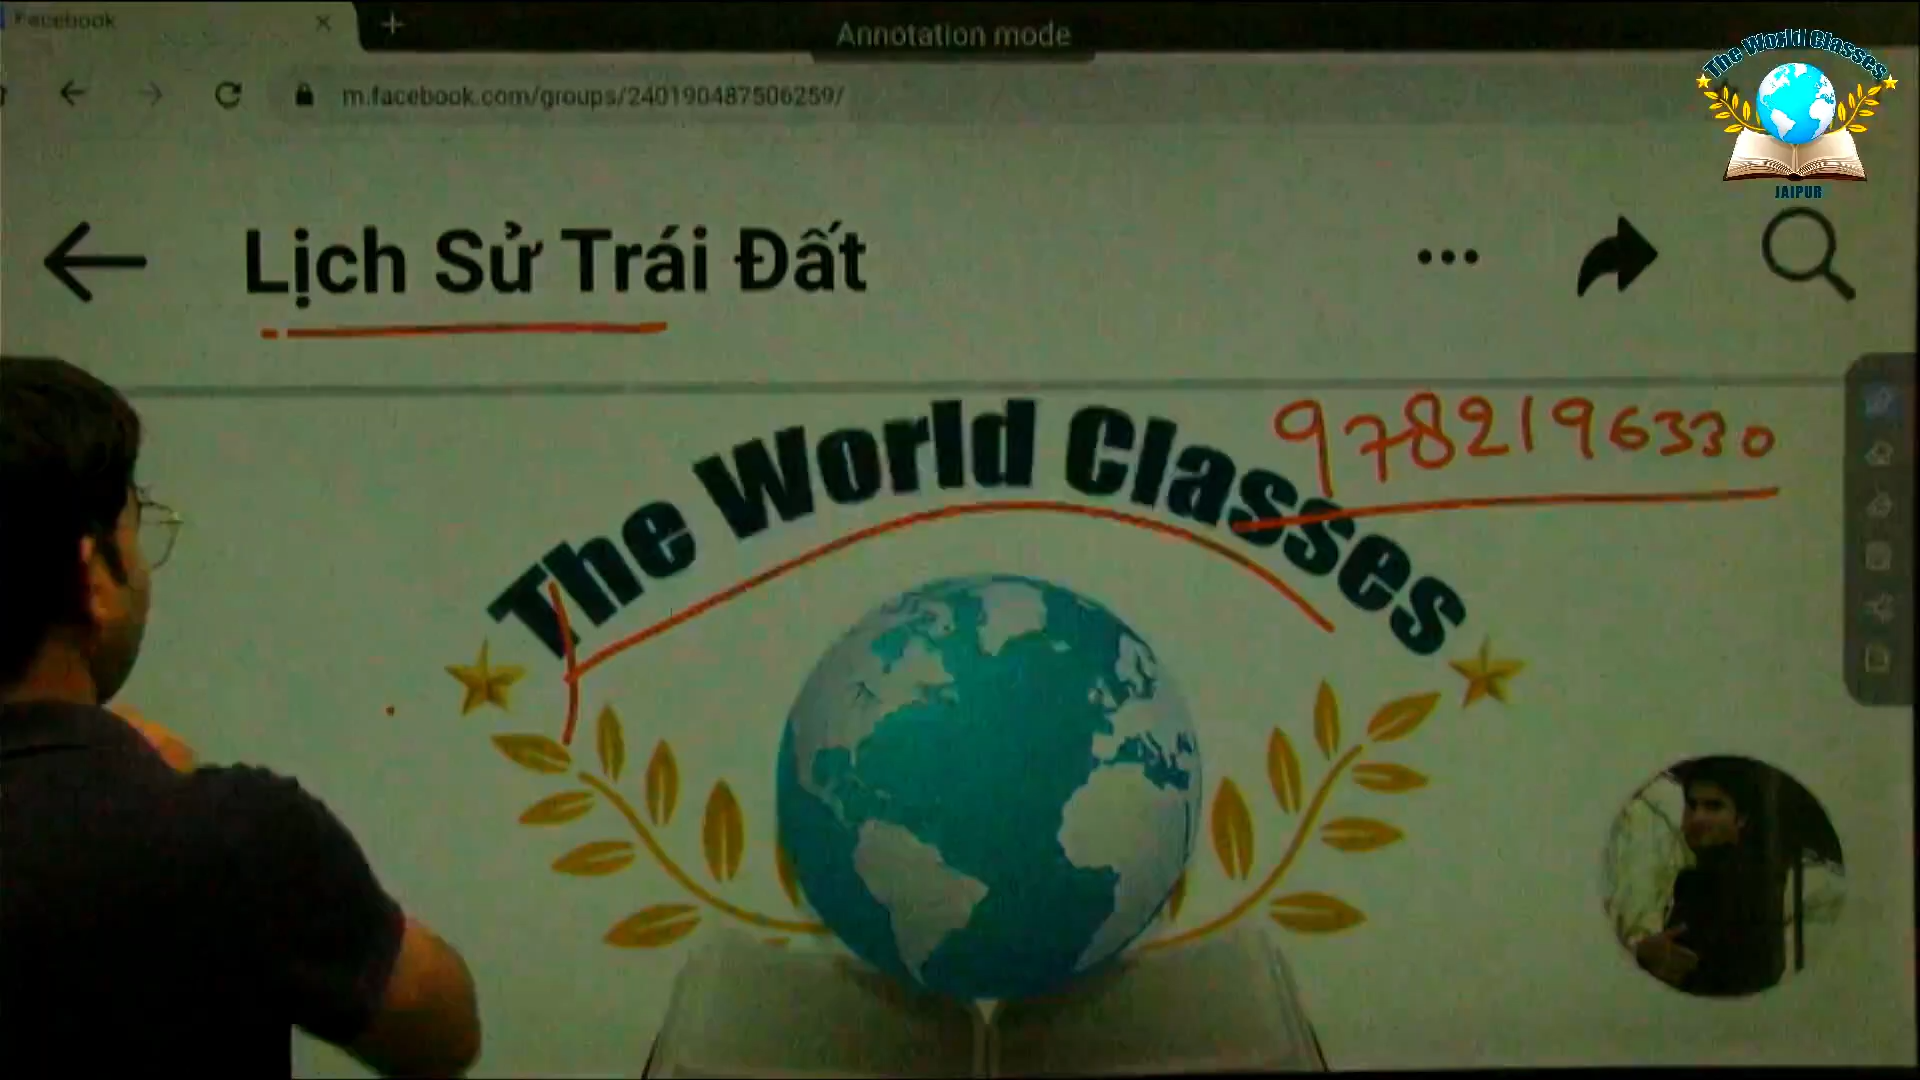 Facebook
Annotation mode
m.facebook.com/groups/240190487506259/
The World Classes
JAIPUR
Lịch Sử Trái Đất
9782196330
The World Classes